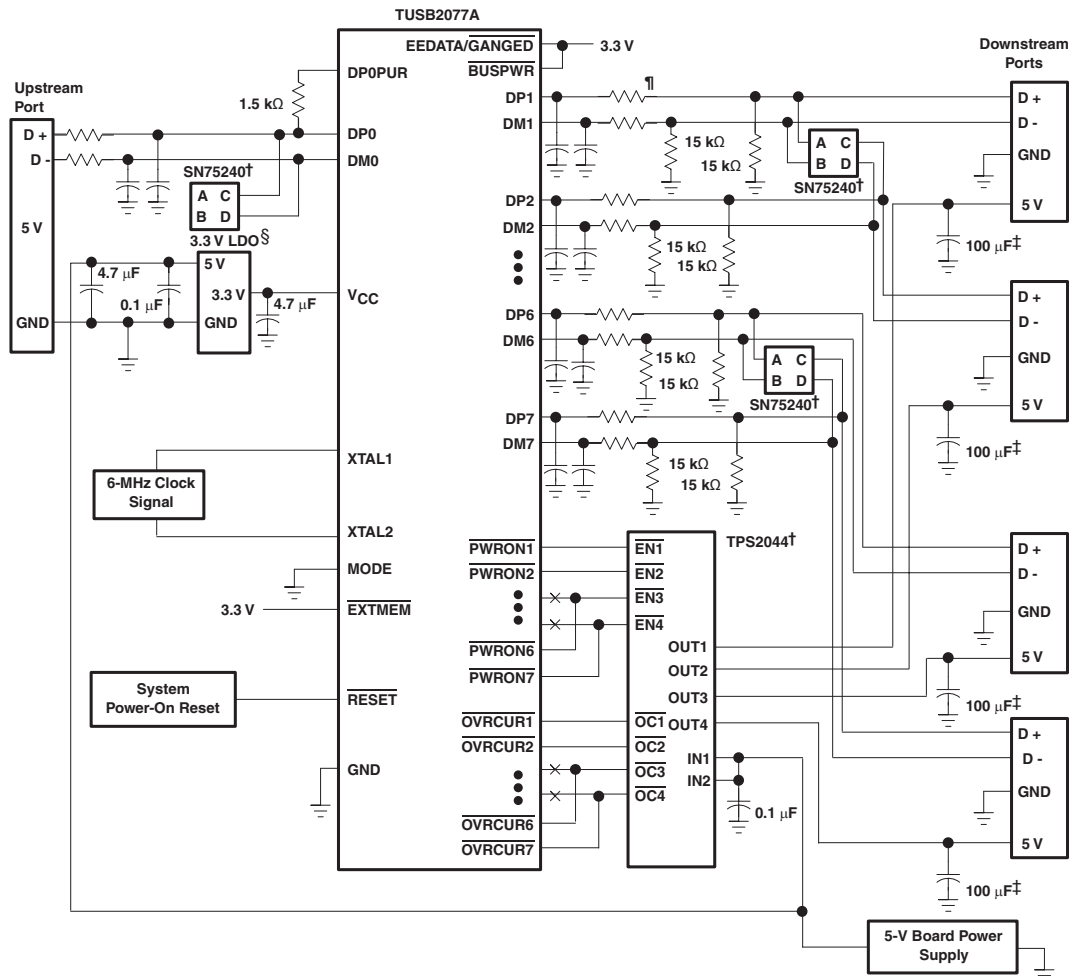 TUSB2077A
EEDATA/GANGED
3.3 V
BUSPWR
Downstream
Ports
DP0PUR
DP1
¶
D +
Upstream
Port
1.5 kΩ
DM1
D -
D +
DP0
15 kΩ
A C
B D
GND
D -
DM0
15 kΩ
SN75240†
SN75240†
A C
B D
DP2
5 V
5 V
DM2
3.3 V LDO§
15 kΩ
15 kΩ
100 μF‡
4.7 μF
5 V
D +
0.1 μF
3.3 V
4.7 μF
VCC
DP6
D -
GND
GND
DM6
15 kΩ
15 kΩ
A C
B D
GND
SN75240†
5 V
DP7
DM7
100 μF‡
XTAL1
15 kΩ
15 kΩ
6-MHz Clock
Signal
XTAL2
TPS2044†
PWRON1
EN1
D +
MODE
PWRON2
EN2
D -
3.3 V
EXTMEM
EN3
GND
EN4
PWRON6
OUT1
5 V
PWRON7
OUT2
System
Power-On Reset
RESET
OUT3
100 μF‡
OVRCUR1
OC1
OUT4
D +
OVRCUR2
OC2
IN1
D -
GND
OC3
IN2
GND
OC4
0.1 μF
OVRCUR6
5 V
OVRCUR7
100 μF‡
5-V Board Power
Supply